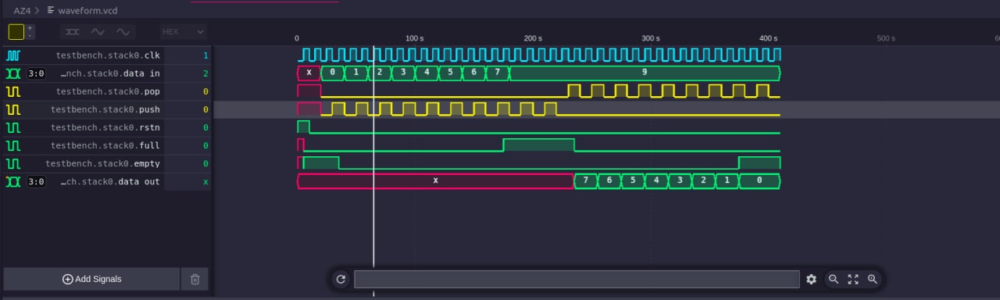 AZ4 > waveform.vcd
+
-
HEX
0 100 s 200 s 300 s 400 s 500 s
testbench.stack0.clk 1
3:0 …nch.stack0.data in 2 x 0 1 2 3 4 5 6 7 9
testbench.stack0.pop 0
testbench.stack0.push 0
testbench.stack0.rstn 0
testbench.stack0.full 0
testbench.stack0.empty 0
3:0 …ch.stack0.data out x x 7 6 5 4 3 2 1 0
Add Signals